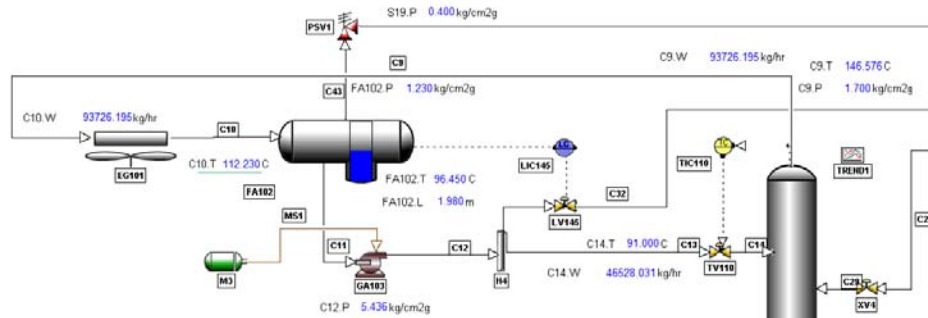 S19.P 0.400 kg/cm2g
PSV1
C9
C9.W 93726.195 kg/hr
C9.T 146.576 C
C9.P 1.700 kg/cm2g
C43
FA102.P 1.230 kg/cm2g
C10.W 93726.195 kg/hr
C10
EG101
C10.T 112.230 C
LG
LIC145
TC
TIC110
TREND1
FA102
FA102.T 96.450 C
FA102.L 1.980 m
C32
LV145
MS1
C11
C12
C14.T 91.000 C
C13
C14
TV110
M3
GA103
H4
C14.W 46528.031 kg/hr
C29
XV4
C12.P 5.436 kg/cm2g